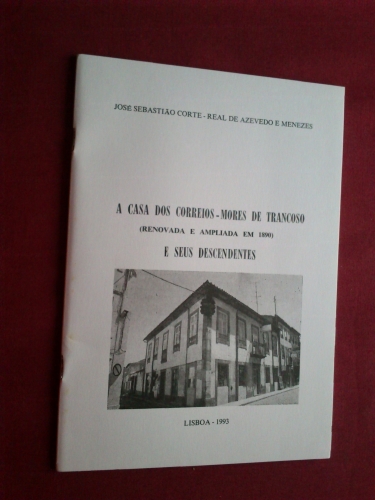 JOSE SEBASTIÃO CORTE-REAL DE AZEVEDO E MENEZES
A CASA DOS CORREIOS-MORES DE TRANCOSO
(RENOVADA E AMPLIADA EM 1890)
E SEUS DESCENDENTES
LISBOA - 1993